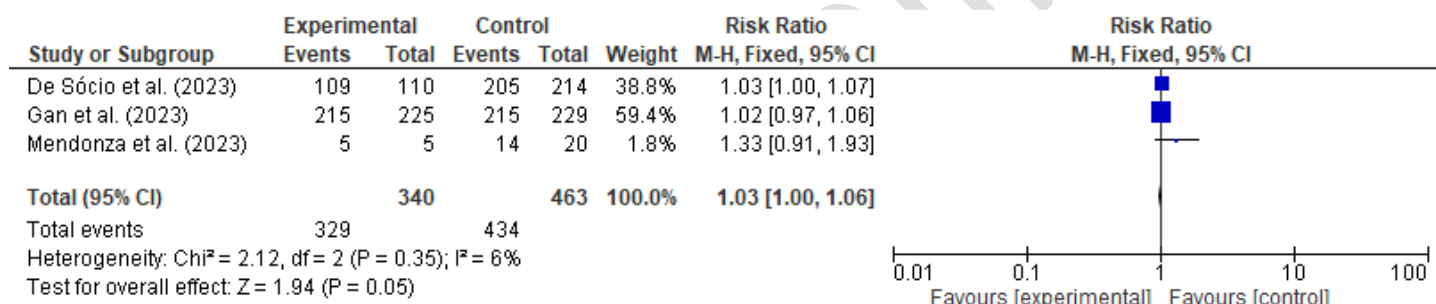 Experimental Control Risk Ratio Risk Ratio
Study or Subgroup Events Total Events Total Weight M-H, Fixed, 95% CI M-H, Fixed, 95% CI
De Sócio et al. (2023) 109 110 205 214 38.8% 1.03 [1.00, 1.07]
Gan et al. (2023) 215 225 215 229 59.4% 1.02 [0.97, 1.06]
Mendonza et al. (2023) 5 5 14 20 1.8% 1.33 [0.91, 1.93]
Total (95% CI) 340 463 100.0% 1.03 [1.00, 1.06]
Total events 329 434
Heterogeneity: Chi² = 2.12, df = 2 (P = 0.35); I² = 6%
Test for overall effect: Z = 1.94 (P = 0.05)
0.01 0.1 1 10 100
Favours [experimental] Favours [control]